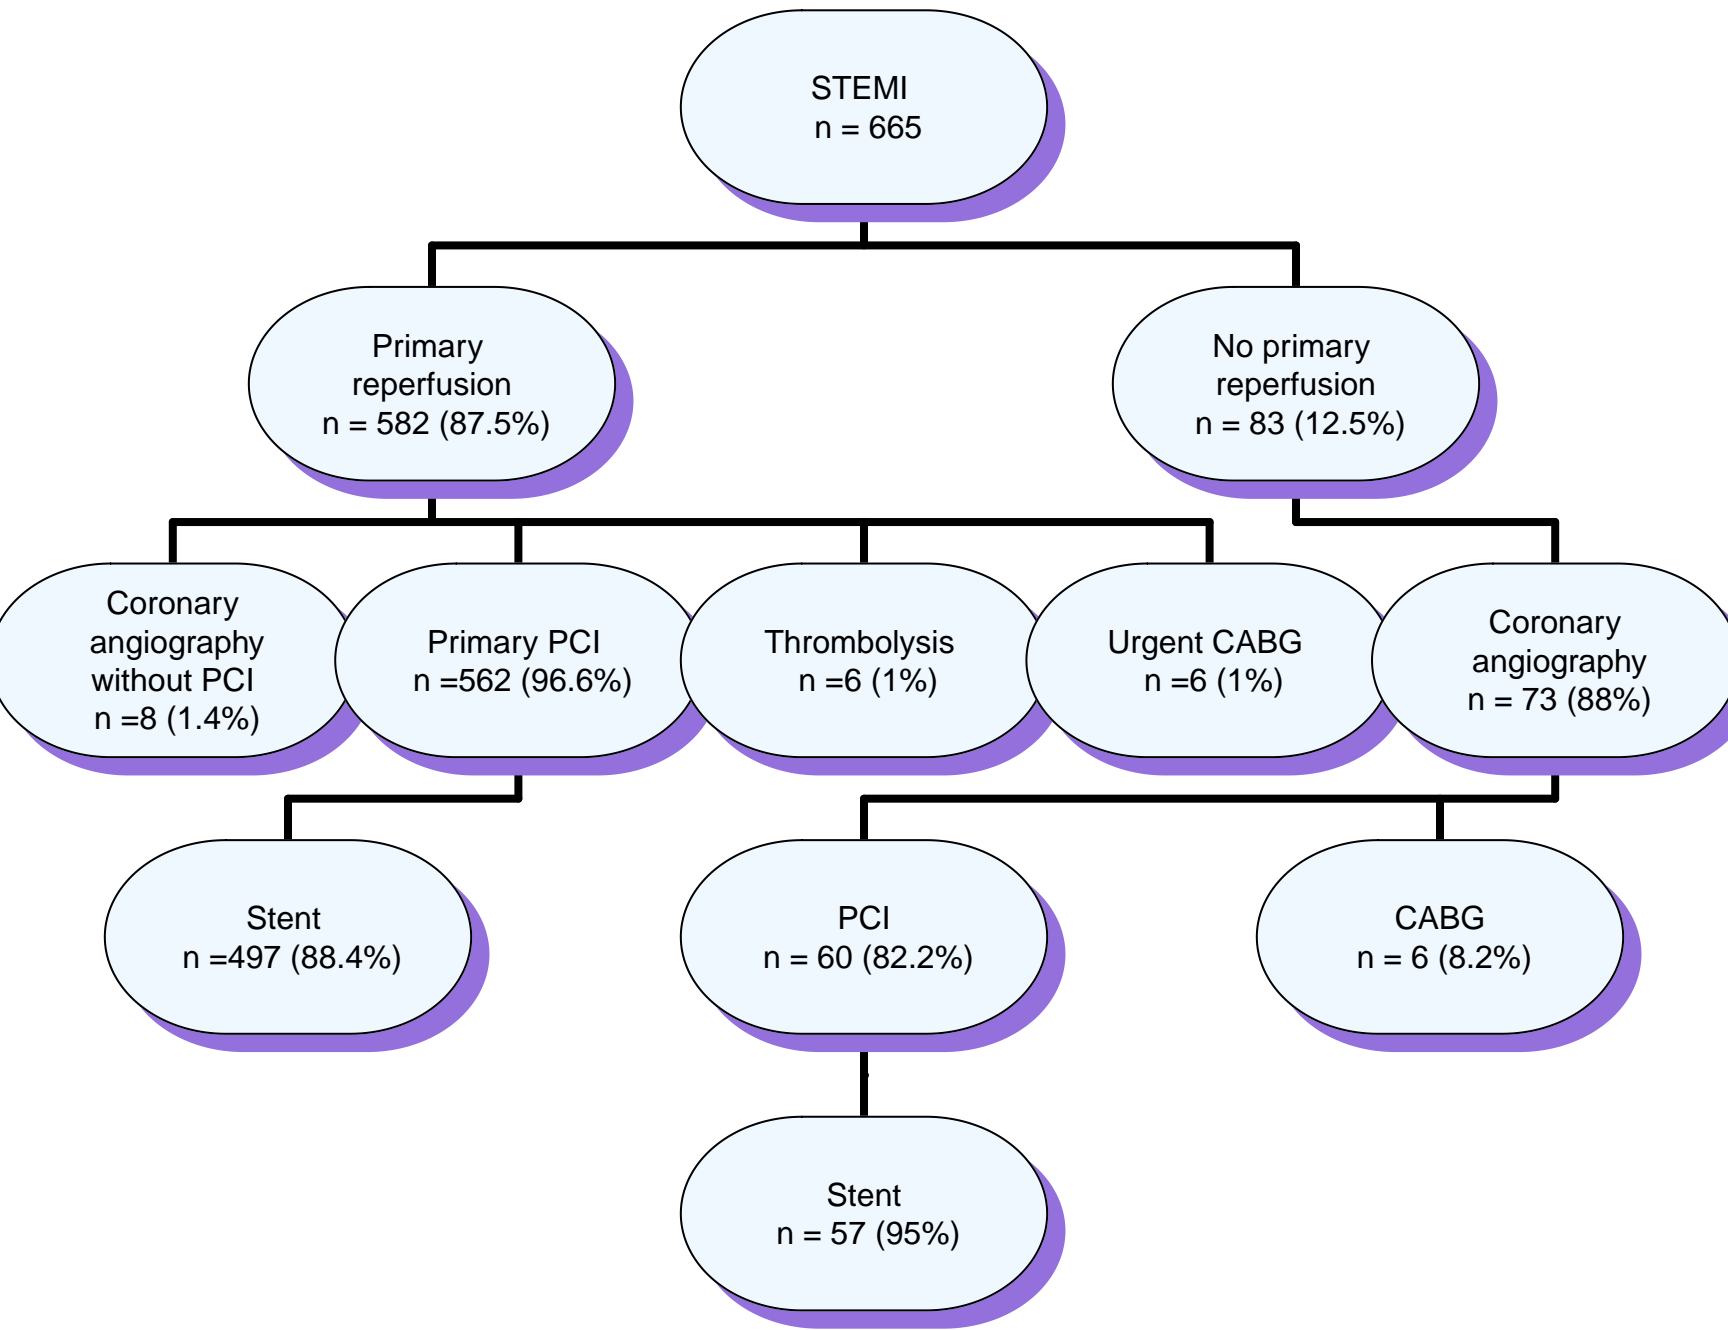 STEMI
n = 665
Primary
reperfusion
n = 582 (87.5%)
No primary
reperfusion
n = 83 (12.5%)
Coronary
angiography
without PCI
n =8 (1.4%)
Primary PCI
n =562 (96.6%)
Thrombolysis
n =6 (1%)
Urgent CABG
n =6 (1%)
Coronary
angiography
n = 73 (88%)
Stent
n =497 (88.4%)
PCI
n = 60 (82.2%)
CABG
n = 6 (8.2%)
Stent
n = 57 (95%)